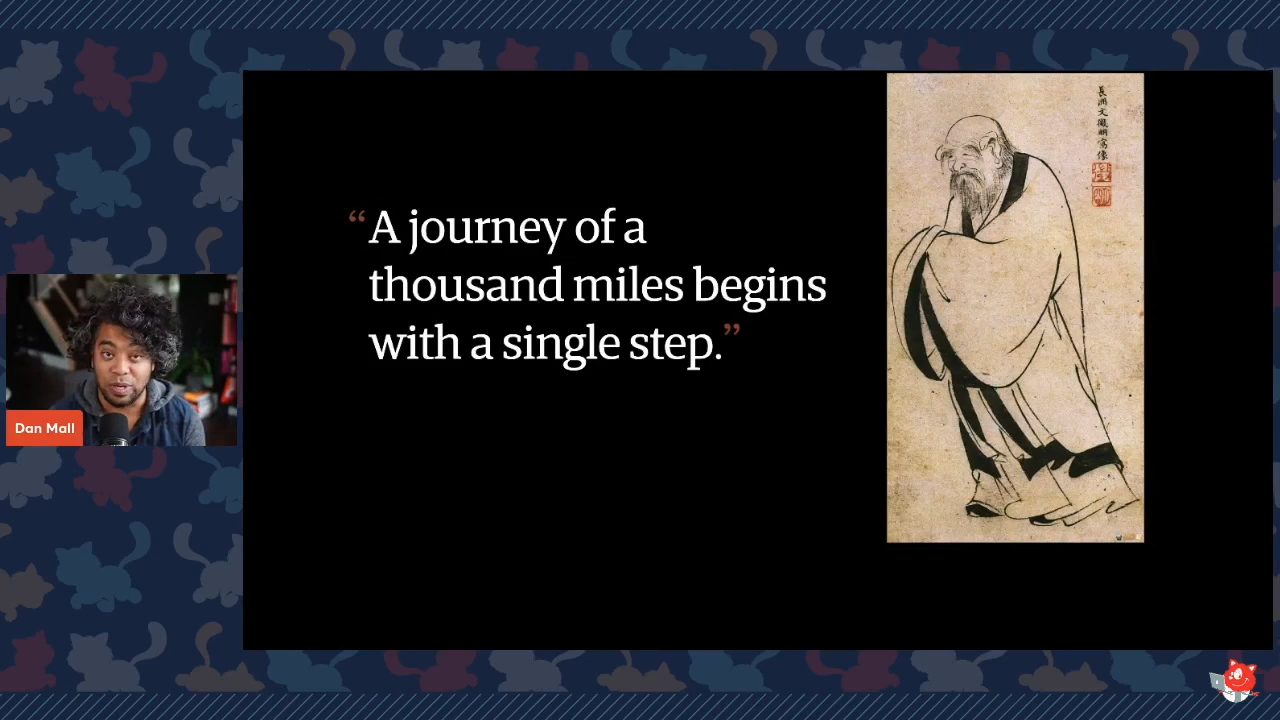 “A journey of a
thousand miles begins
with a single step.”
長洲文徵明寫像
Dan Mall